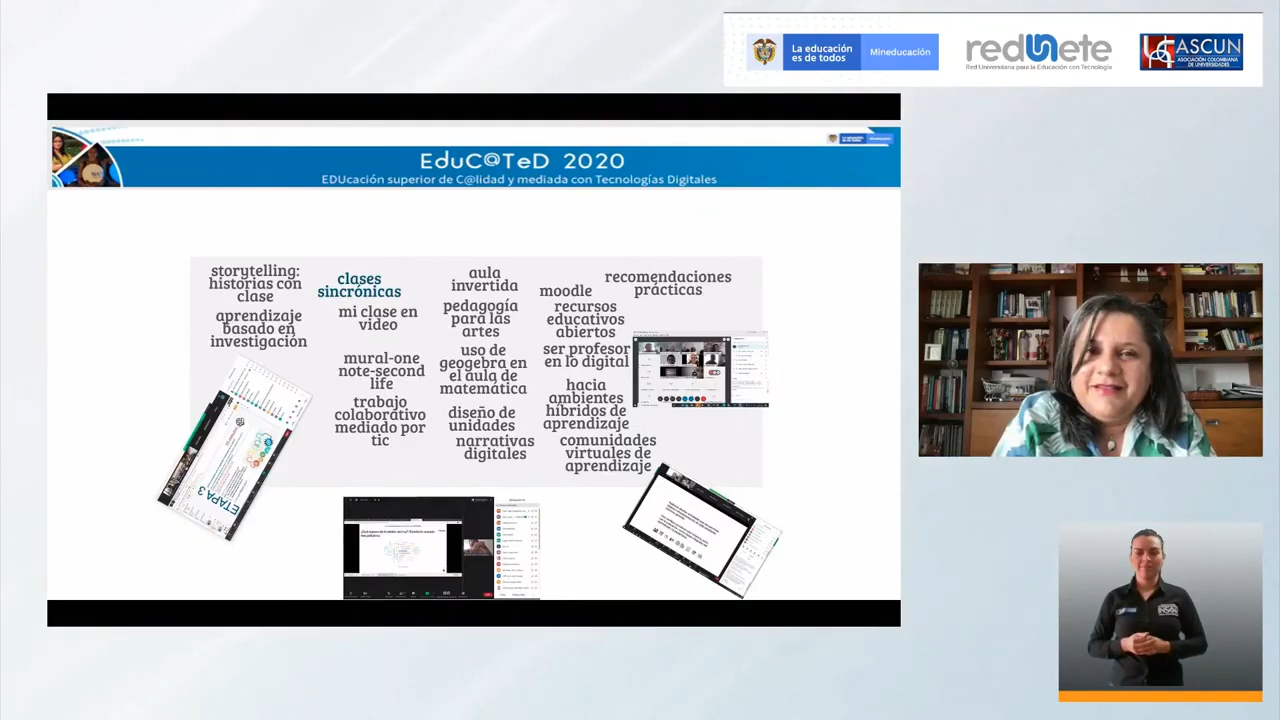 La educación
es de todos
Mineducación
redunete
Red Universitaria para la Educación con Tecnología
ASCUN
ASOCIACIÓN COLOMBIANA
DE UNIVERSIDADES
EduC@TeD 2020
EDUcación superior de C@lidad y mediada con Tecnologías Digitales
storytelling:
historias con
clase
aprendizaje
basado en
investigación
clases
sincrónicas
mi clase en
video
mural-one
note-second
life
trabajo
colaborativo
mediado por
tic
aula
invertida
pedagogía
para las
artes
uso de
geogebra en
el aula de
matemática
diseño de
unidades
narrativas
digitales
moodle
recursos
educativos
abiertos
ser profesor
en lo digital
hacia
ambientes
híbridos de
aprendizaje
comunidades
virtuales de
aprendizaje
recomendaciones
prácticas
ETAPA 3